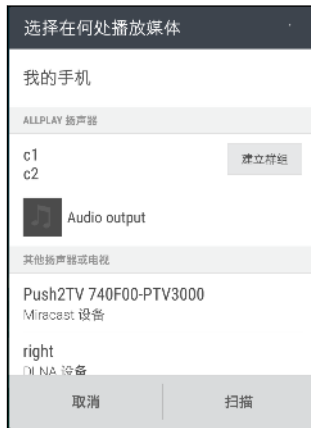 选择在何处播放媒体
我的手机
ALLPLAY 扬声器
c1
c2
建立群组
Audio output
其他扬声器或电视
Push2TV 740F00-PTV3000
Miracast 设备
right
DLNA 设备
取消
扫描